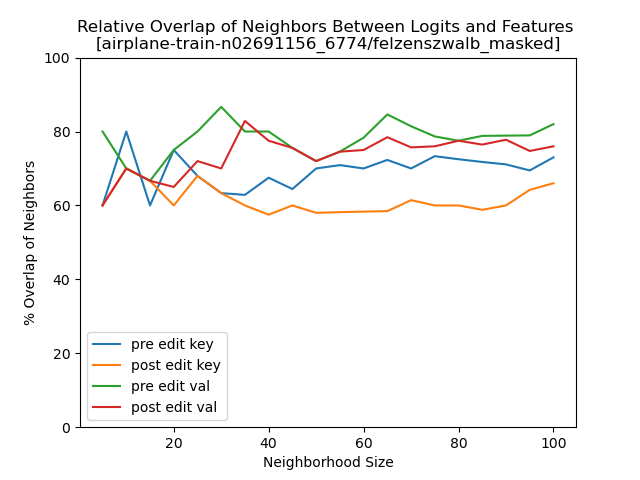 Relative Overlap of Neighbors Between Logits and Features
[airplane-train-n02691156_6774/felzenszwalb_masked]
100
80
60
40
20
0
% Overlap of Neighbors
pre edit key
post edit key
pre edit val
post edit val
20
40
60
80
100
Neighborhood Size